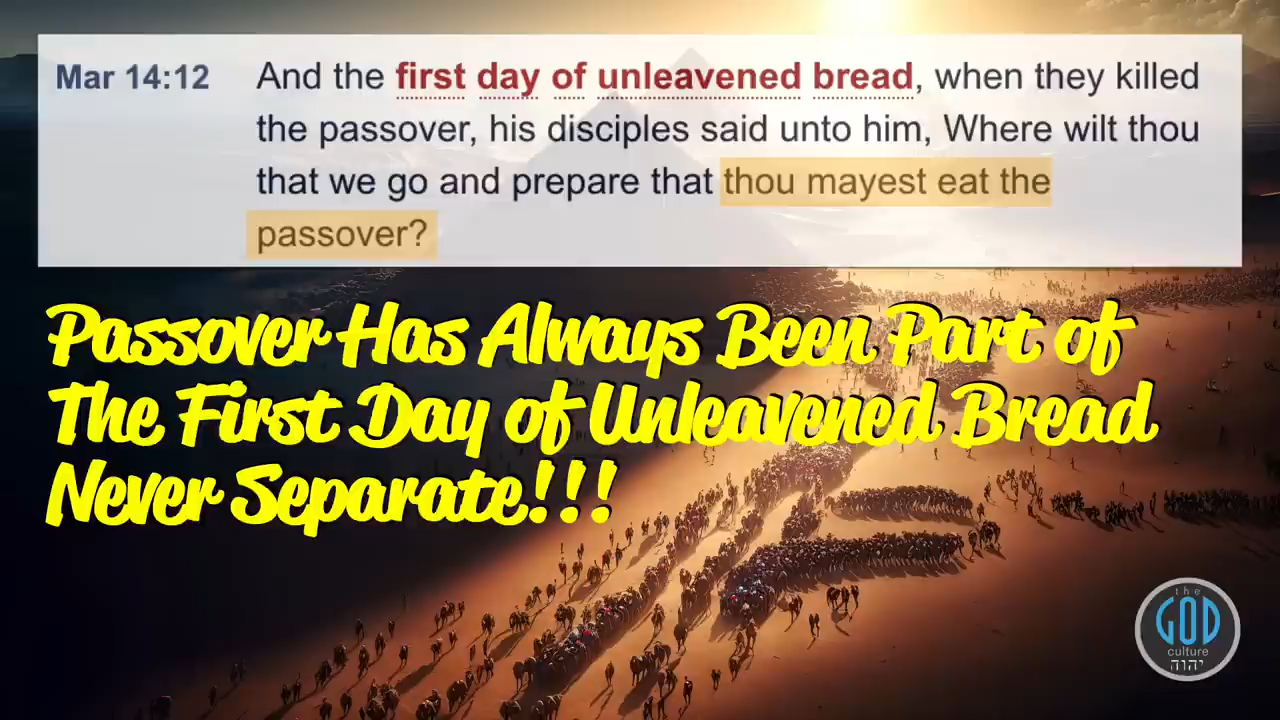 Mar 14:12 And the first day of unleavened bread, when they killed
the passover, his disciples said unto him, Where wilt thou
that we go and prepare that thou mayest eat the
passover?
Passover Has Always Been Part of
The First Day of Unleavened Bread
Never Separate!!!
the
GOD
culture
יהוה